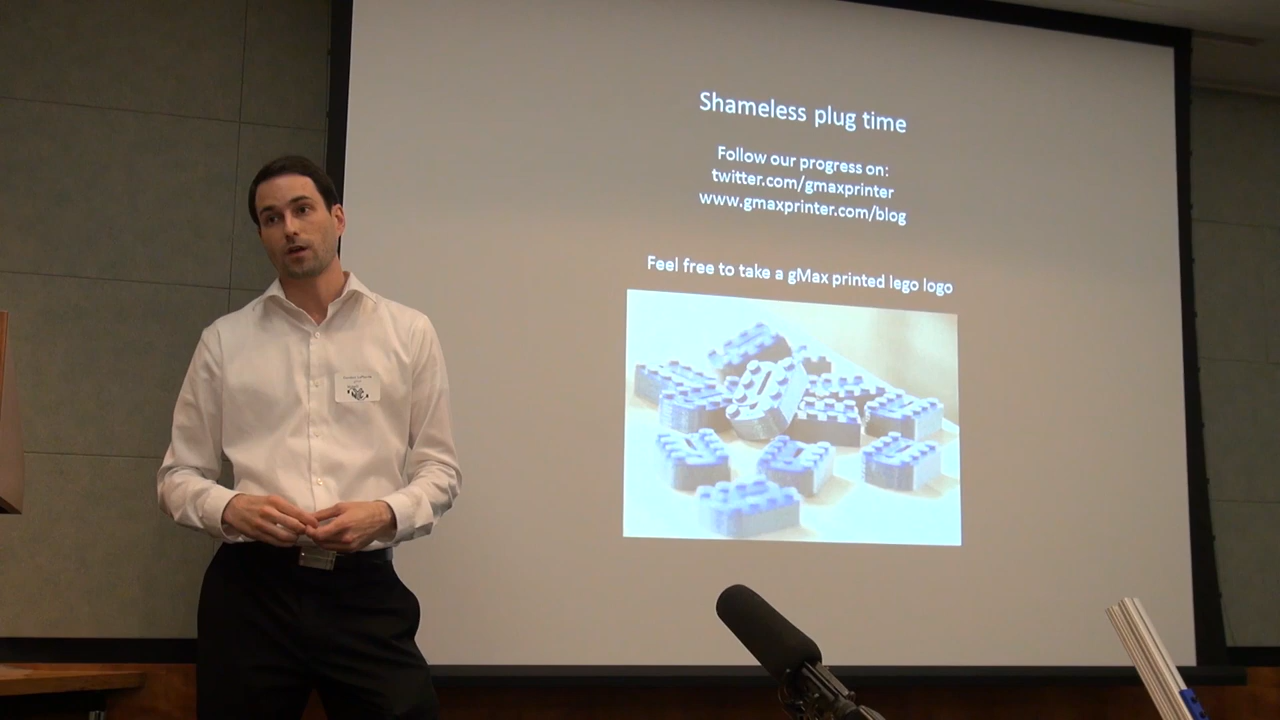 Shameless plug time
Follow our progress on:
twitter.com/gmaxprinter
www.gmaxprinter.com/blog
Feel free to take a gMax printed lego logo